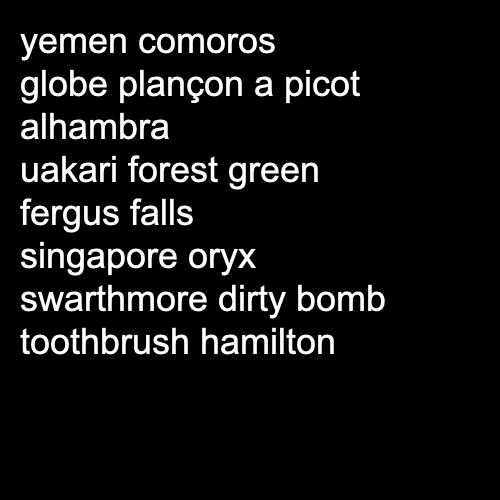 yemen comoros
globe plançon a picot
alhambra
uakari forest green
fergus falls
singapore oryx
swarthmore dirty bomb
toothbrush hamilton